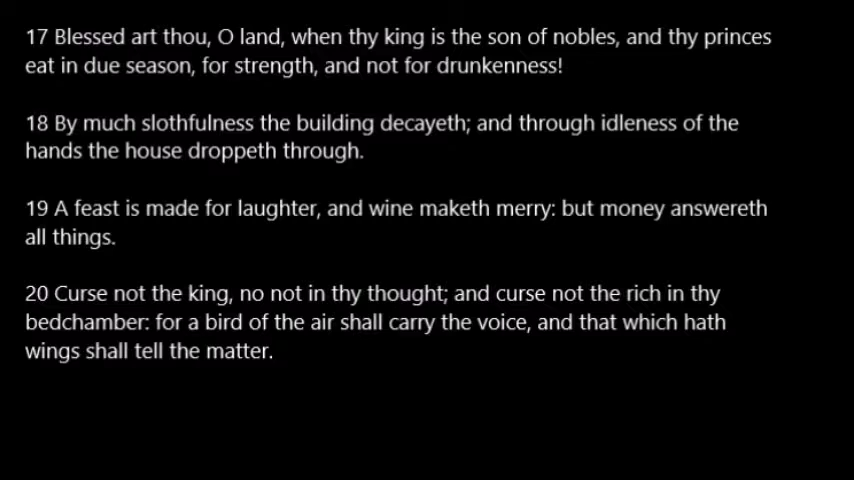 17 Blessed art thou, O land, when thy king is the son of nobles, and thy princes
eat in due season, for strength, and not for drunkenness!
18 By much slothfulness the building decayeth; and through idleness of the
hands the house droppeth through.
19 A feast is made for laughter, and wine maketh merry: but money answereth
all things.
20 Curse not the king, no not in thy thought; and curse not the rich in thy
bedchamber: for a bird of the air shall carry the voice, and that which hath
wings shall tell the matter.